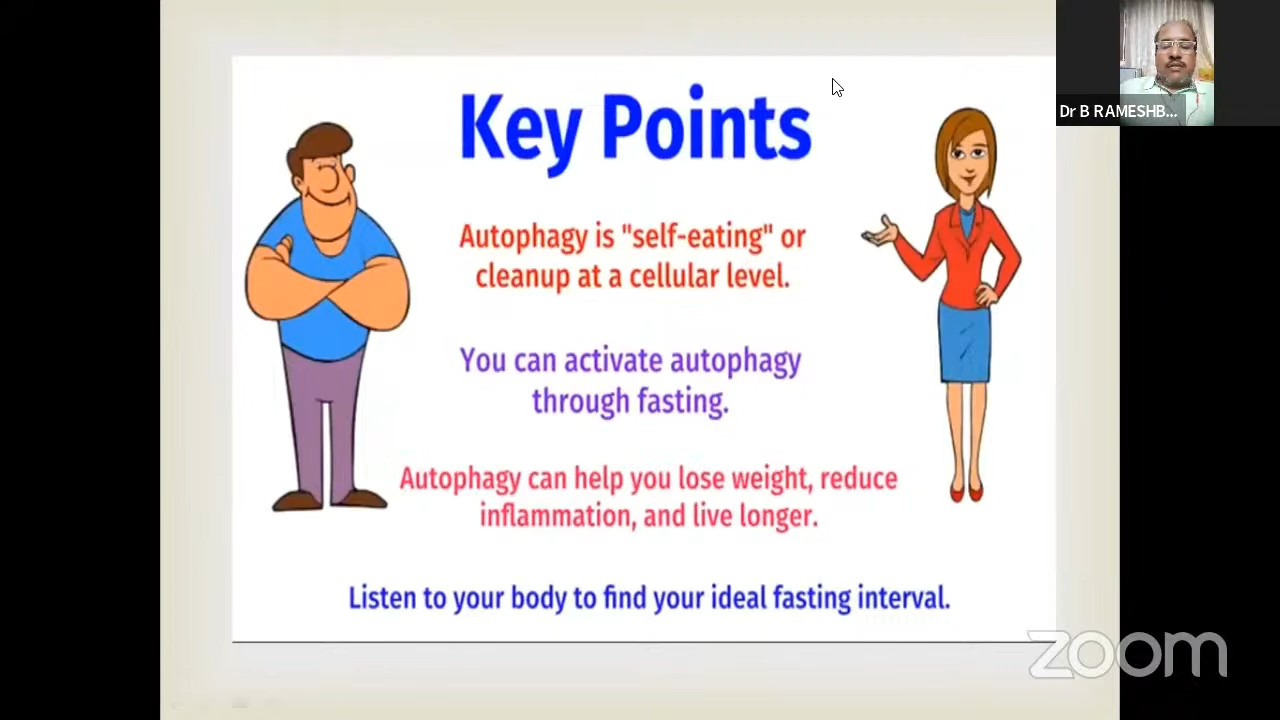 Dr B RAMESHB...
Key Points
Autophagy is "self-eating" or
cleanup at a cellular level.
You can activate autophagy
through fasting.
Autophagy can help you lose weight, reduce
inflammation, and live longer.
Listen to your body to find your ideal fasting interval.
zoom